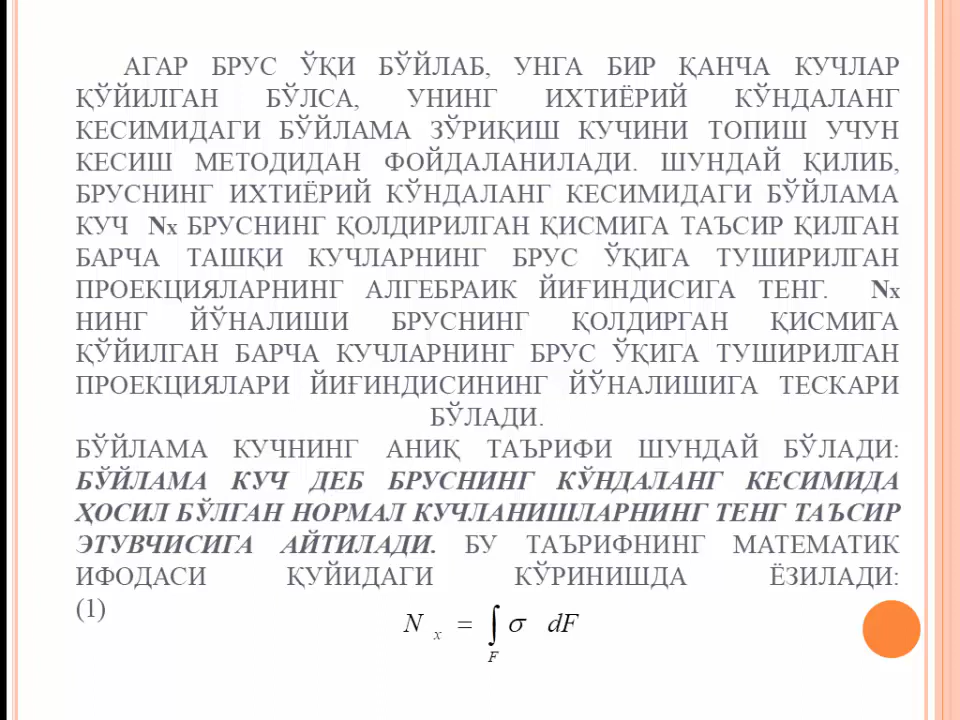 АГАР БРУС ЎҚИ БЎЙЛАБ, УНГА БИР ҚАНЧА КУЧЛАР
ҚЎЙИЛГАН БЎЛСА, УНИНГ ИХТИЁРИЙ КЎНДАЛАНГ
КЕСИМИДАГИ БЎЙЛАМА ЗЎРИҚИШ КУЧИНИ ТОПИШ УЧУН
КЕСИШ МЕТОДИДАН ФОЙДАЛАНИЛАДИ. ШУНДАЙ ҚИЛИБ,
БРУСНИНГ ИХТИЁРИЙ КЎНДАЛАНГ КЕСИМИДАГИ БЎЙЛАМА
КУЧ Nx БРУСНИНГ ҚОЛДИРИЛГАН ҚИСМИГА ТАЪСИР ҚИЛГАН
БАРЧА ТАШҚИ КУЧЛАРНИНГ БРУС ЎҚИГА ТУШИРИЛГАН
ПРОЕКЦИЯЛАРНИНГ АЛГЕБРАИК ЙИҒИНДИСИГА ТЕНГ. Nx
НИНГ ЙЎНАЛИШИ БРУСНИНГ ҚОЛДИРГАН ҚИСМИГА
ҚЎЙИЛГАН БАРЧА КУЧЛАРНИНГ БРУС ЎҚИГА ТУШИРИЛГАН
ПРОЕКЦИЯЛАРИ ЙИҒИНДИСИНИНГ ЙЎНАЛИШИГА ТЕСКАРИ
БЎЛАДИ.
БЎЙЛАМА КУЧНИНГ АНИҚ ТАЪРИФИ ШУНДАЙ БЎЛАДИ:
БЎЙЛАМА КУЧ ДЕБ БРУСНИНГ КЎНДАЛАНГ КЕСИМИДА
ҲОСИЛ БЎЛГАН НОРМАЛ КУЧЛАНИШЛАРНИНГ ТЕНГ ТАЪСИР
ЭТУВЧИСИГА АЙТИЛАДИ. БУ ТАЪРИФНИНГ МАТЕМАТИК
ИФОДАСИ ҚУЙИДАГИ КЎРИНИШДА ЁЗИЛАДИ:
(1)
N x = ∫ F σ dF